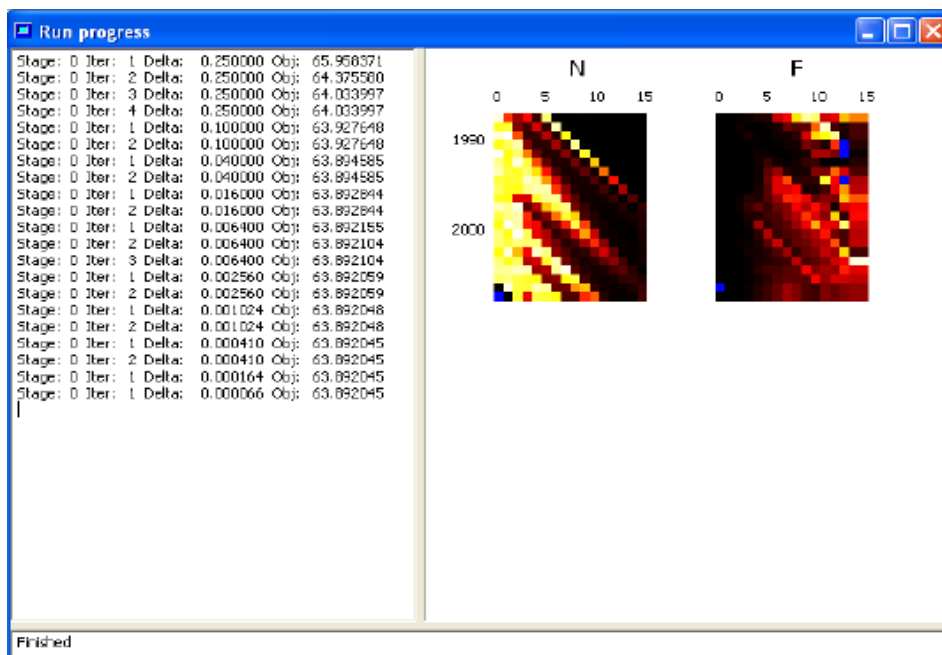 Run progress
Stage: 0 Iter: 1 Delta: 0.250000 Obj: 65.958371
Stage: 0 Iter: 2 Delta: 0.250000 Obj: 64.375580
Stage: 0 Iter: 3 Delta: 0.250000 Obj: 64.033997
Stage: 0 Iter: 4 Delta: 0.250000 Obj: 64.033997
Stage: 0 Iter: 1 Delta: 0.100000 Obj: 63.927648
Stage: 0 Iter: 2 Delta: 0.100000 Obj: 63.927648
Stage: 0 Iter: 1 Delta: 0.040000 Obj: 63.894585
Stage: 0 Iter: 2 Delta: 0.040000 Obj: 63.894585
Stage: 0 Iter: 1 Delta: 0.016000 Obj: 63.892844
Stage: 0 Iter: 2 Delta: 0.016000 Obj: 63.892844
Stage: 0 Iter: 1 Delta: 0.006400 Obj: 63.892155
Stage: 0 Iter: 2 Delta: 0.006400 Obj: 63.892104
Stage: 0 Iter: 3 Delta: 0.006400 Obj: 63.892104
Stage: 0 Iter: 1 Delta: 0.002560 Obj: 63.892059
Stage: 0 Iter: 2 Delta: 0.002560 Obj: 63.892059
Stage: 0 Iter: 1 Delta: 0.001024 Obj: 63.892048
Stage: 0 Iter: 2 Delta: 0.001024 Obj: 63.892048
Stage: 0 Iter: 1 Delta: 0.000410 Obj: 63.892045
Stage: 0 Iter: 2 Delta: 0.000410 Obj: 63.892045
Stage: 0 Iter: 1 Delta: 0.000164 Obj: 63.892045
Stage: 0 Iter: 1 Delta: 0.000066 Obj: 63.892045
N
0 5 10 15
1990
2000
F
0 5 10 15
Finished